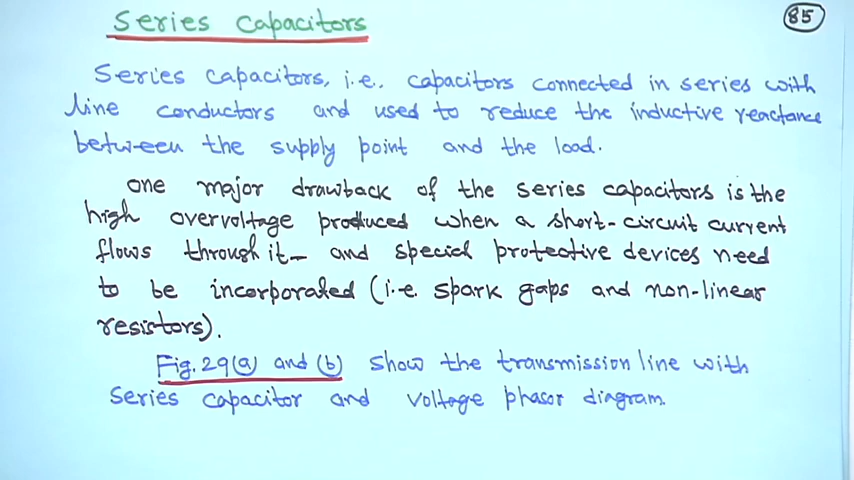 Series Capacitors
85
Series capacitors, i.e., capacitors connected in series with
line conductors and used to reduce the inductive reactance
between the supply point and the load.
one major drawback of the series capacitors is the
high overvoltage produced when a short-circuit current
flows through it- and special protective devices need
to be incorporated (i.e. spark gaps and non-linear
resistors).
Fig. 29(a) and (b) show the transmission line with
series capacitor and voltage phasor diagram.